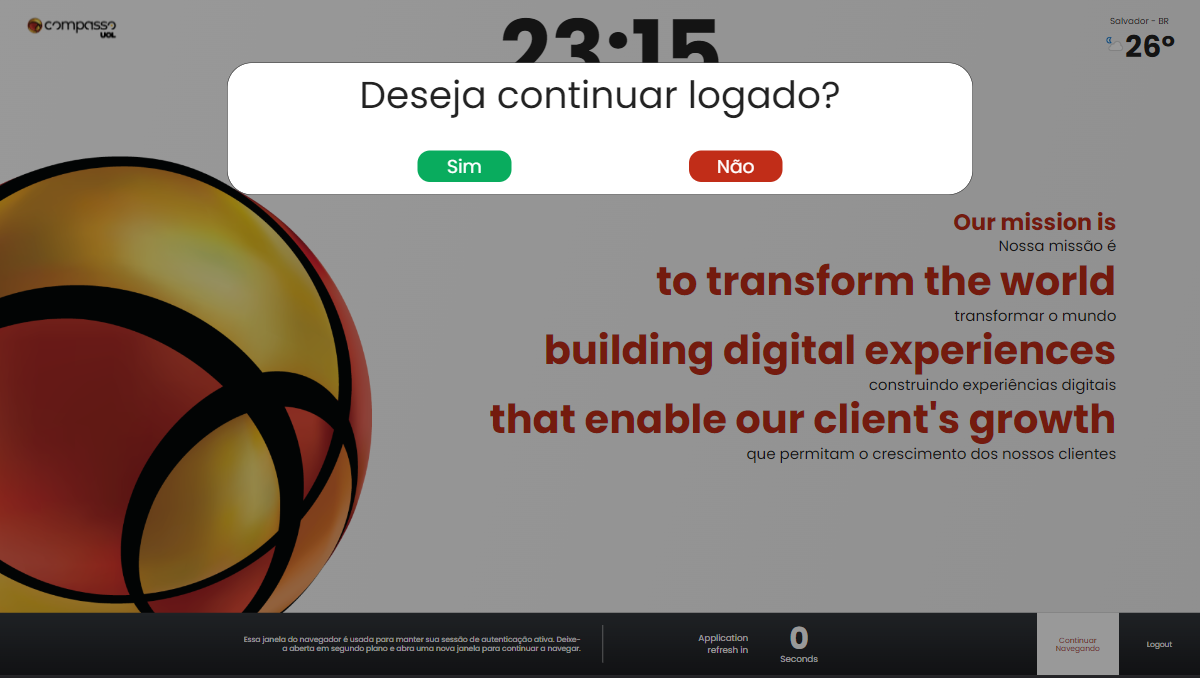 compasso
UOL
23:15
Salvador - BR
26°
Deseja continuar logado?
Sim
Não
Our mission is
Nossa missão é
to transform the world
transformar o mundo
building digital experiences
construindo experiências digitais
that enable our client's growth
que permitam o crescimento dos nossos clientes
Essa janela do navegador é usada para manter sua sessão de autenticação ativa. Deixe-
a aberta em segundo plano e abra uma nova janela para continuar a navegar.
Application
refresh in
0
Seconds
Continuar
Navegando
Logout